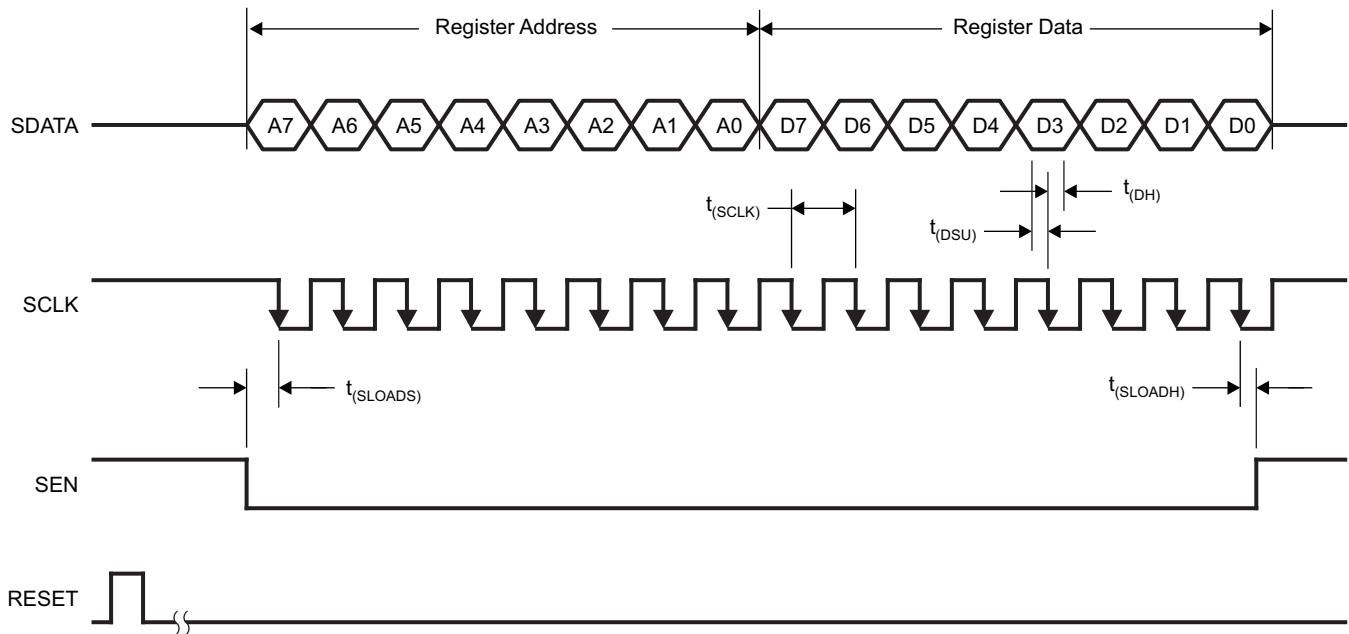 Register Address Register Data
SDATA A7 A6 A5 A4 A3 A2 A1 A0 D7 D6 D5 D4 D3 D2 D1 D0
t(DH)
t(SCLK)
t(DSU)
SCLK
t(SLOADS) t(SLOADH)
SEN
RESET